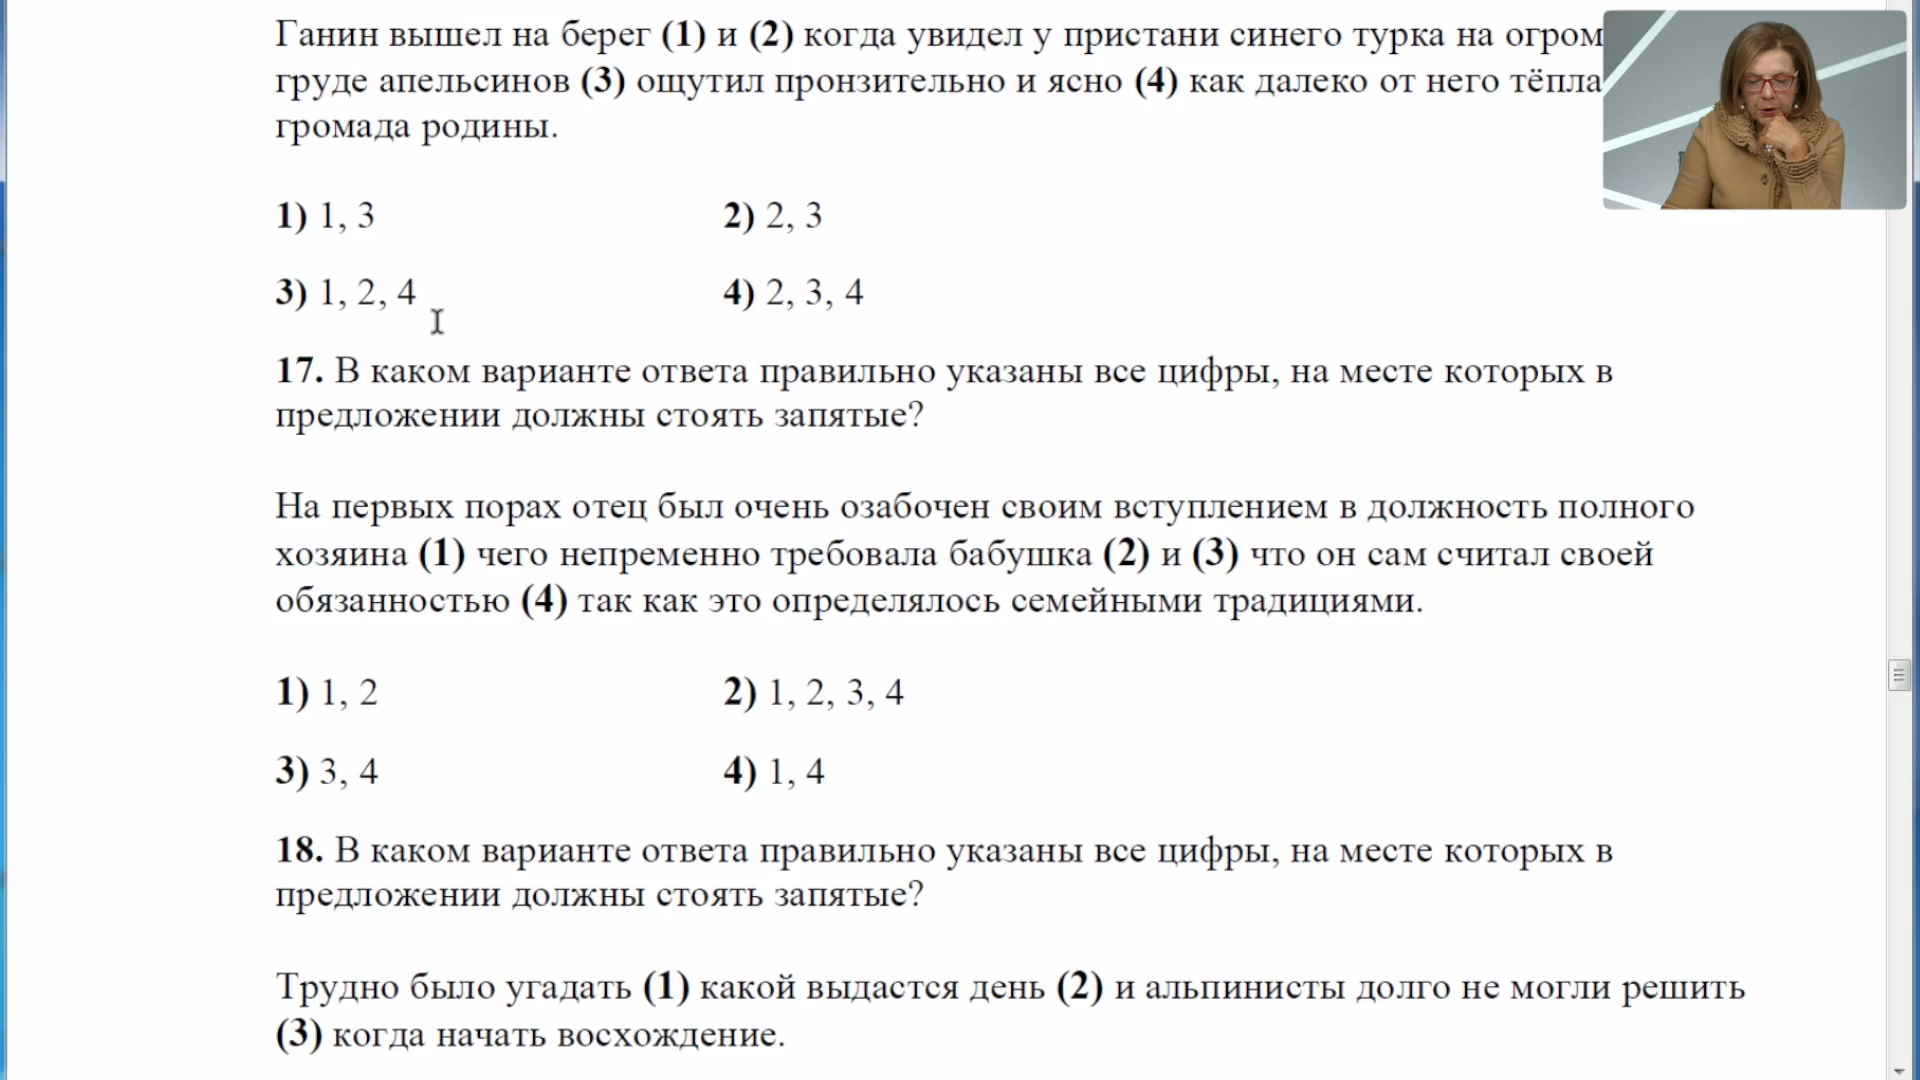 Ганин вышел на берег (1) и (2) когда увидел у пристани синего турка на огром
груде апельсинов (3) ощутил пронзительно и ясно (4) как далеко от него тёпла
громада родины.
1) 1, 3 2) 2, 3
3) 1, 2, 4 4) 2, 3, 4
17. В каком варианте ответа правильно указаны все цифры, на месте которых в
предложении должны стоять запятые?
На первых порах отец был очень озабочен своим вступлением в должность полного
хозяина (1) чего непременно требовала бабушка (2) и (3) что он сам считал своей
обязанностью (4) так как это определялось семейными традициями.
1) 1, 2 2) 1, 2, 3, 4
3) 3, 4 4) 1, 4
18. В каком варианте ответа правильно указаны все цифры, на месте которых в
предложении должны стоять запятые?
Трудно было угадать (1) какой выдастся день (2) и альпинисты долго не могли решить
(3) когда начать восхождение.